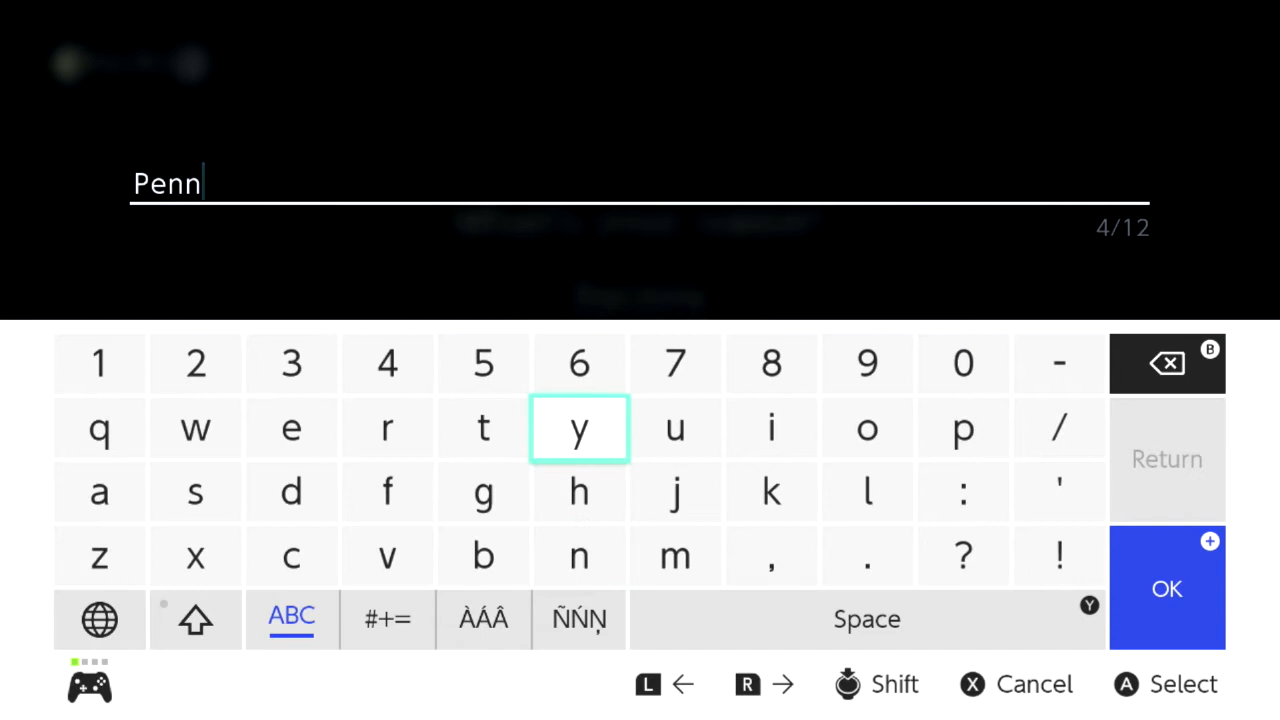 Penn
4/12
1 2 3 4 5 6 7 8 9 0 - B
q w e r t y u i o p /
Return
a s d f g h j k l : '
z x c v b n m , . ? ! +
OK
ABC #+= ÀÁÂ ÑŃŅ Space Y
L ← R → Shift X Cancel A Select